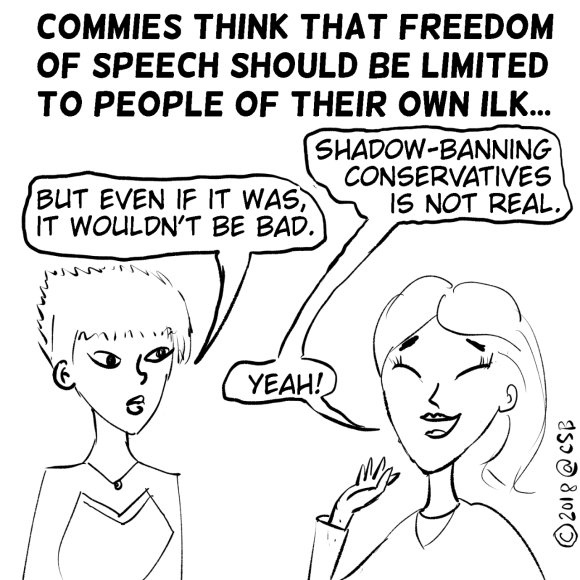 COMMIES THINK THAT FREEDOM
OF SPEECH SHOULD BE LIMITED
TO PEOPLE OF THEIR OWN ILK...
SHADOW-BANNING
CONSERVATIVES
IS NOT REAL.
BUT EVEN IF IT WAS,
IT WOULDN'T BE BAD.
YEAH!
©2018@CSB